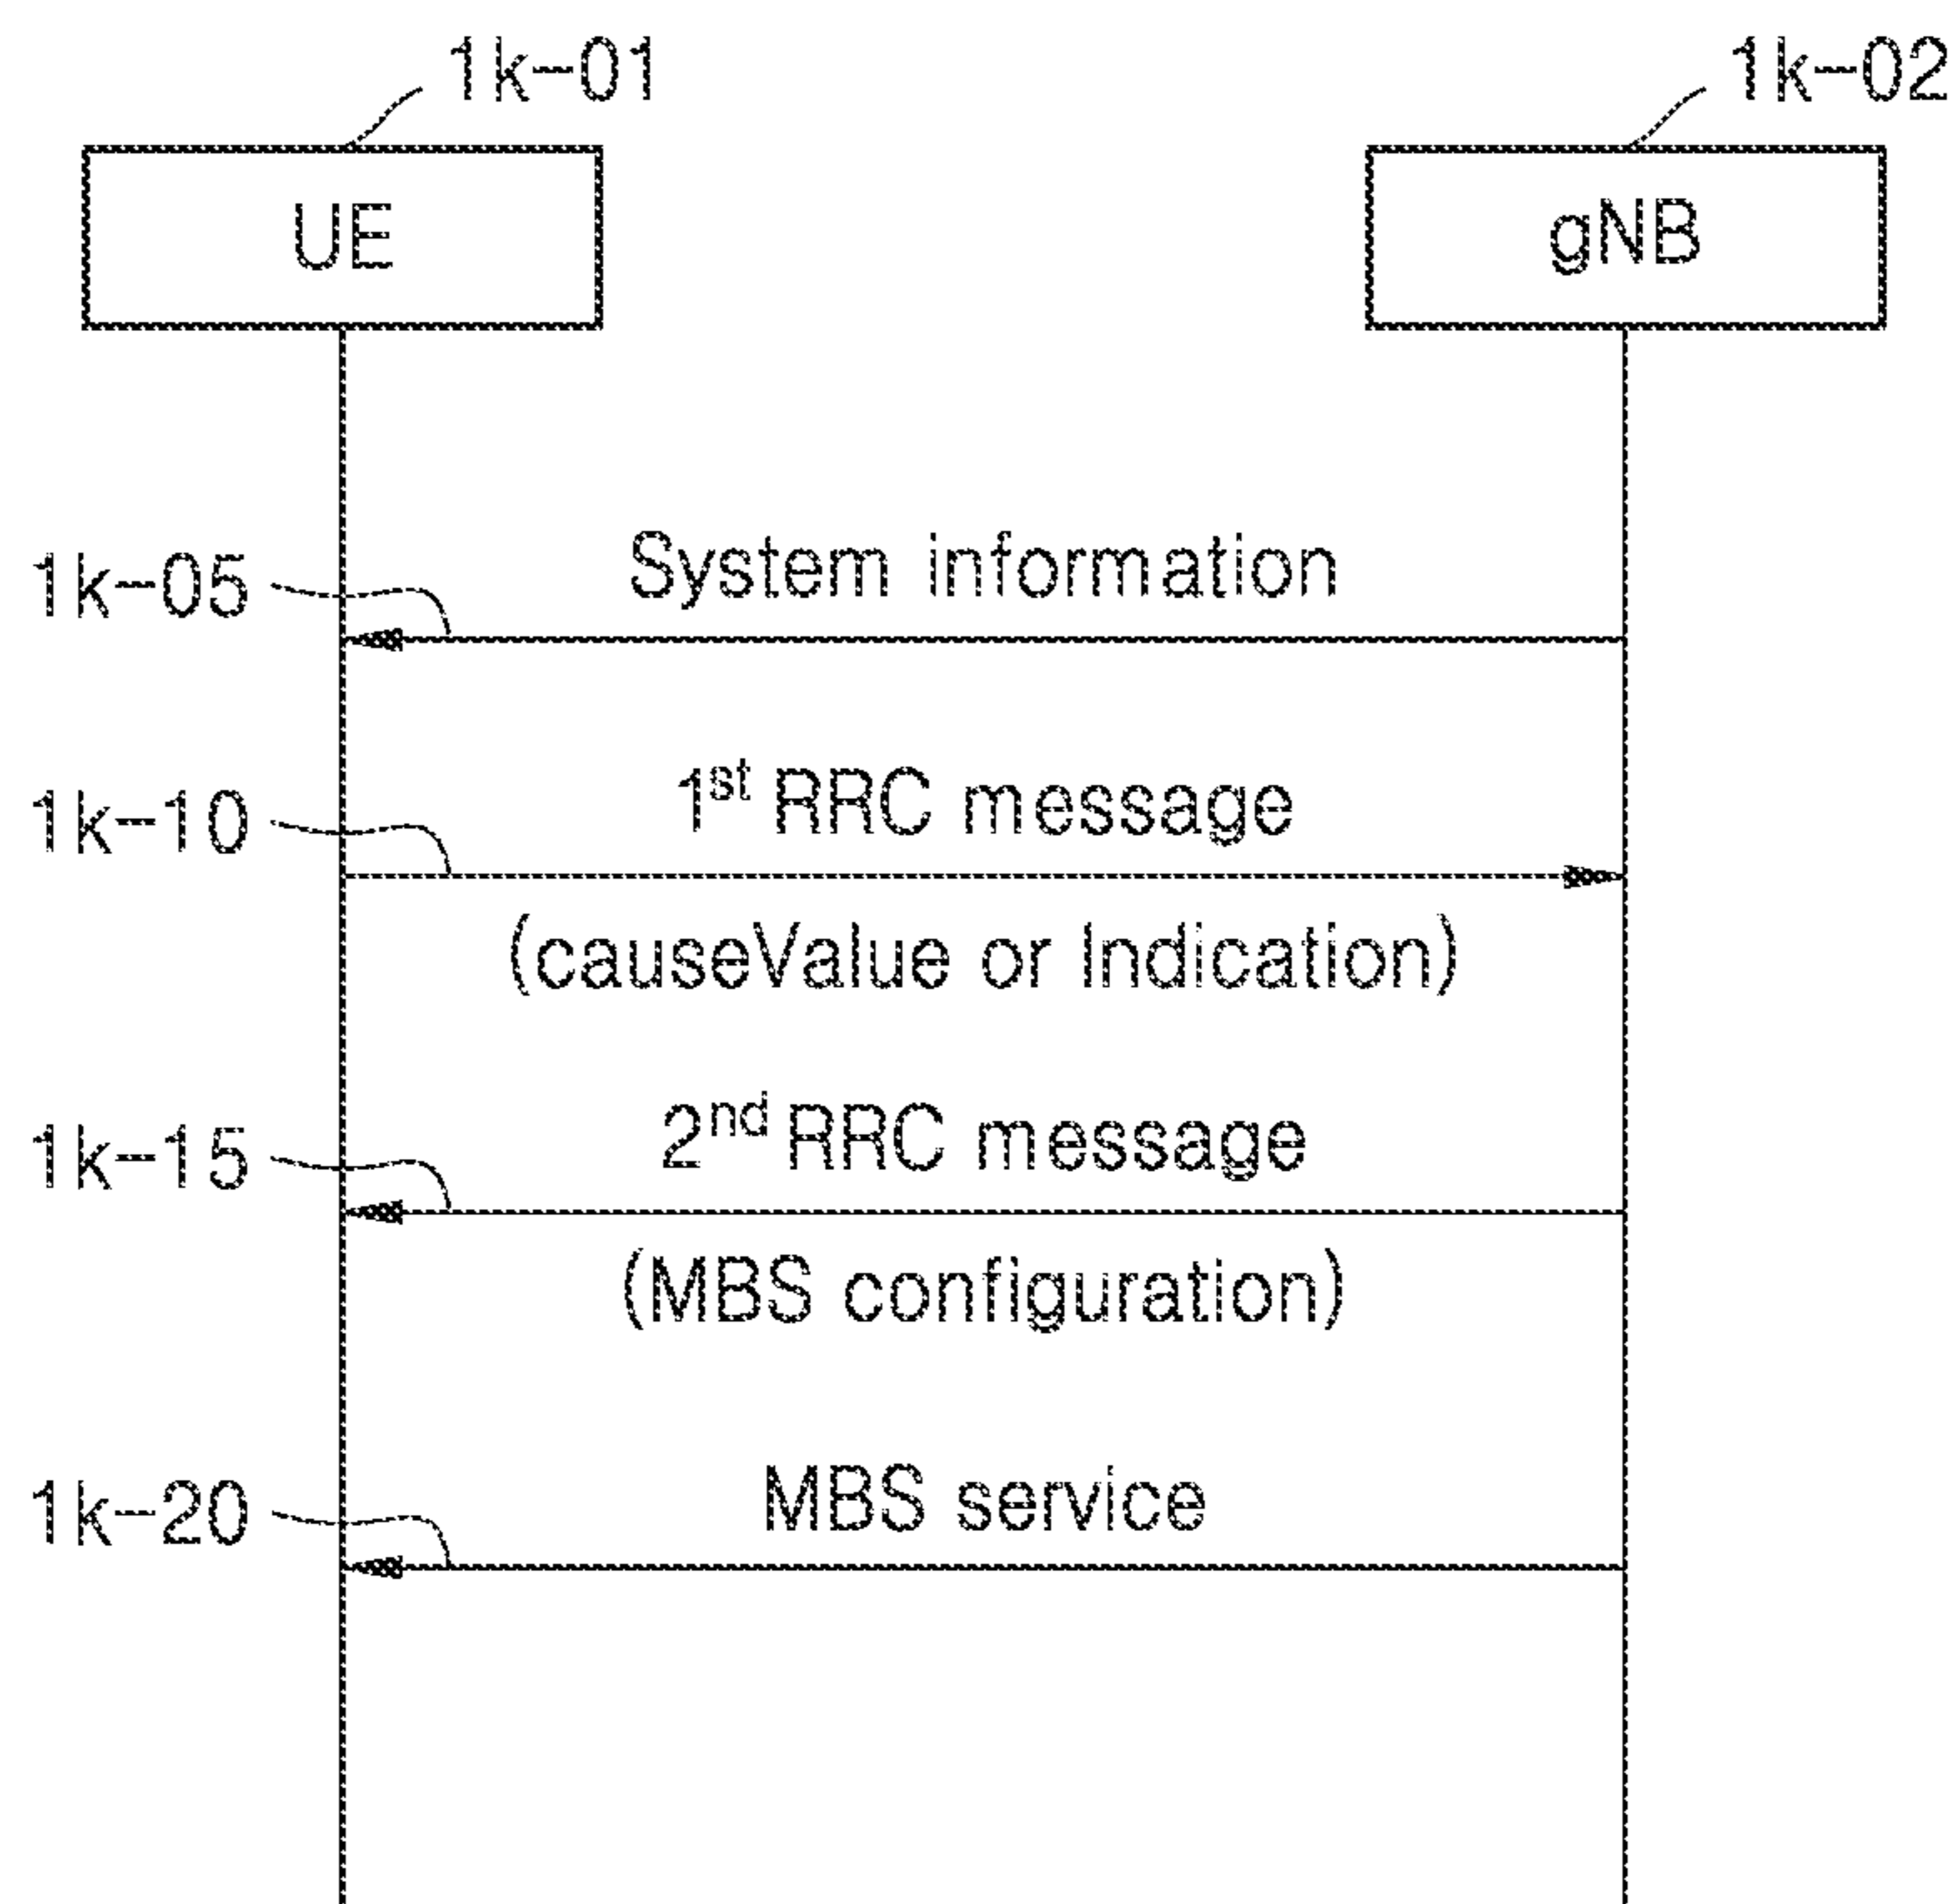 1k-01
1k-02
UE
gNB
System information
1k-05
1st RRC message
1k-10
(causeValue or Indication)
2nd RRC message
1k-15
(MBS configuration)
MBS service
1k-20